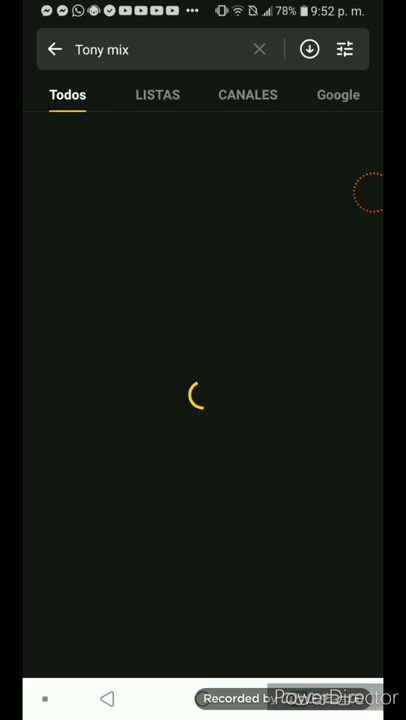 78% 9:52 p. m.
Tony mix
Todos LISTAS CANALES Google
Recorded by
PowerDirector